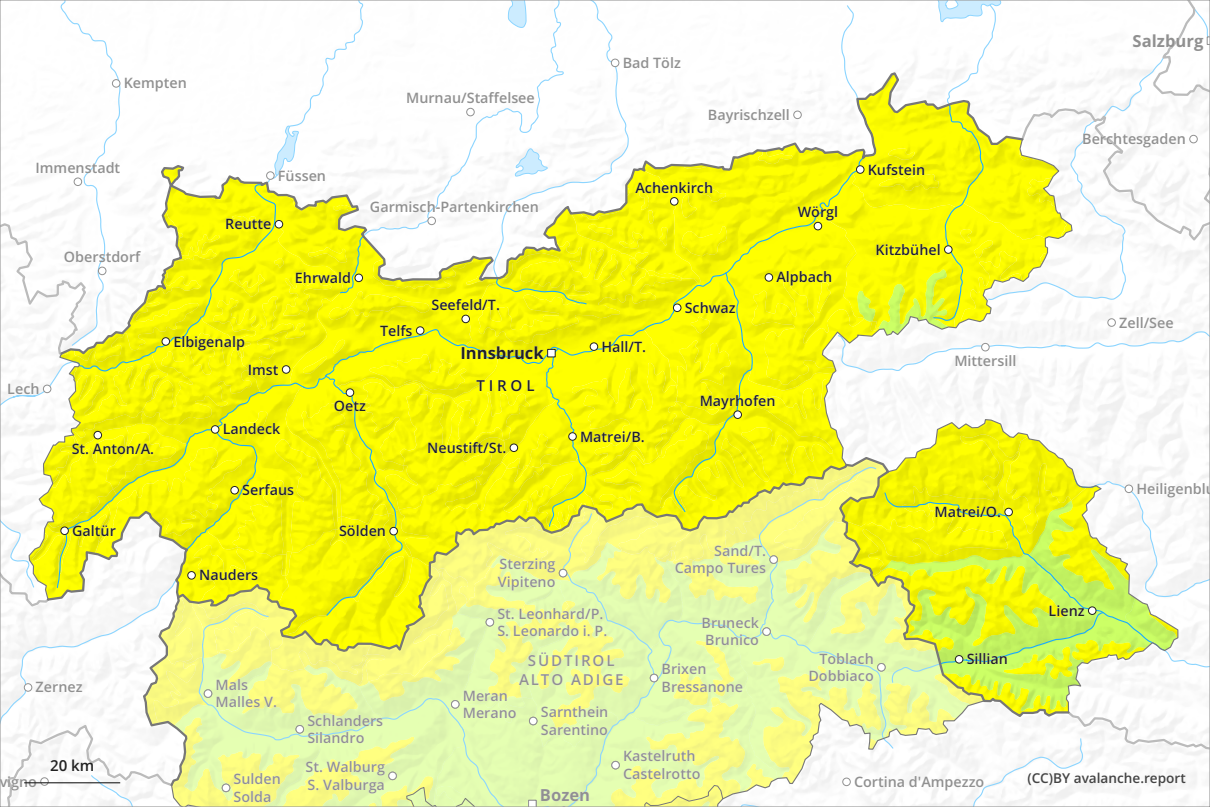 Salzburg
Bad Tölz
Kempten
Murnau/Staffelsee
Bayrischzell
Berchtesgaden
Immenstadt
Füssen
Kufstein
Achenkirch
Garmisch-Partenkirchen
Wörgl
Reutte
Kitzbühel
Oberstdorf
Ehrwald
Alpbach
Seefeld/T.
Schwaz
Zell/See
Telfs
Elbigenalp
Innsbruck
Hall/T.
Mittersill
Imst
TIROL
Lech
Oetz
Mayrhofen
Landeck
Matrei/B.
St. Anton/A.
Neustift/St.
Serfaus
Heiligenblu
Matrei/O.
Galtür
Sölden
Sterzing
Vipiteno
Sand/T.
Campo Tures
Nauders
St. Leonhard/P.
S. Leonardo i. P.
Lienz
Bruneck
Brunico
SÜDTIROL
ALTO ADIGE
Toblach
Dobbiaco
Sillian
Brixen
Bressanone
Zernez
Mals
Malles V.
Meran
Merano
Sarnthein
Sarentino
Schlanders
Silandro
Kastelruth
Castelrotto
20 km
St. Walburg
S. Valburga
Sulden
Solda
vigno
Cortina d'Ampezzo
(CC)BY avalanche.report
Bozen